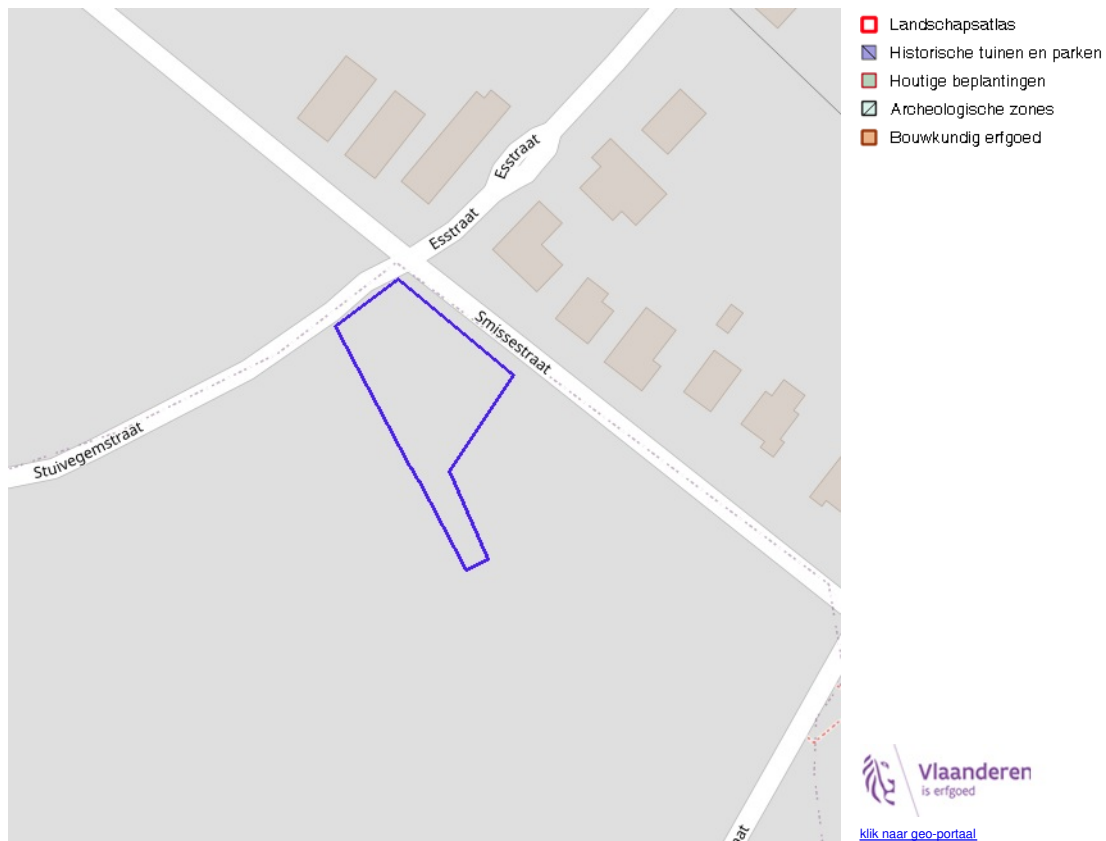 Esstraat
Esstraat
Smissestraat
Stuivegemstraat
aat
Landschapsatlas
Historische tuinen en parken
Houtige beplantingen
Archeologische zones
Bouwkundig erfgoed
Vlaanderen
is erfgoed
klik naar geo-portaal